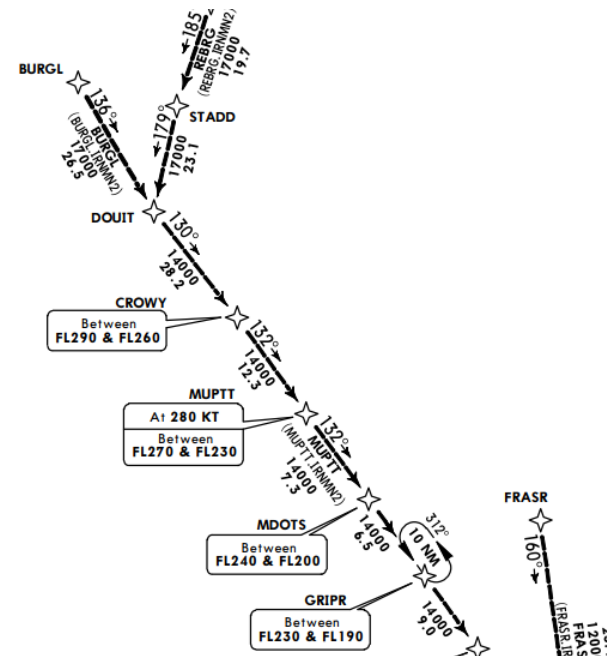 185°
REBRG
(REBRG.IRNMN2)
17000
19.7
BURGL
136°
BURGL
(BURGL.IRNMN2)
17000
26.5
STADD
179°
17000
23.1
DOUIT
130°
14000
28.2
CROWY
Between
FL290 & FL260
132°
14000
12.3
MUPTT
At 280 KT
Between
FL270 & FL230
132°
MUPTT
(MUPTT.IRNMN2)
14000
7.3
MDOTS
Between
FL240 & FL200
14000
6.5
312°
10 NM
GRIPR
Between
FL230 & FL190
14000
9.0
FRASR
160°